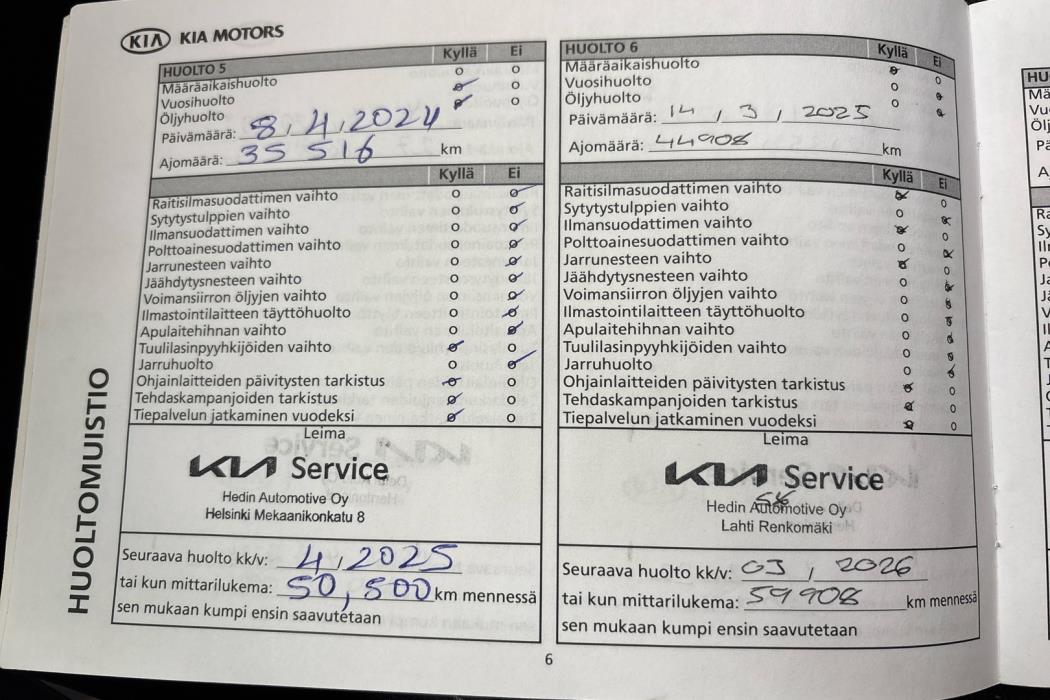 KIA KIA MOTORS
HUOLTO 5 Kyllä Ei
Määräaikaishuolto o o
Vuosihuolto o o
Öljyhuolto o o
Päivämäärä: 8,4,2024
Ajomäärä: 35 516 km
Kyllä Ei
Raitisilmasuodattimen vaihto o o
Sytytystulppien vaihto o o
Ilmansuodattimen vaihto o o
Polttoainesuodattimen vaihto o o
Jarrunesteen vaihto o o
Jäähdytysnesteen vaihto o o
Voimansiirron öljyjen vaihto o o
Ilmastointilaitteen täyttöhuolto o o
Apulaitehihnan vaihto o o
Tuulilasinpyyhkijöiden vaihto o o
Jarruhuolto o o
Ohjainlaitteiden päivitysten tarkistus o o
Tehdaskampanjoiden tarkistus o o
Tiepalvelun jatkaminen vuodeksi o o
Leima
KIA Service
Hedin Automotive Oy
Helsinki Mekaanikonkatu 8
Seuraava huolto kk/v: 4,2025
tai kun mittarilukema: 50,500 km mennessä
sen mukaan kumpi ensin saavutetaan
HUOLTO 6 Kyllä Ei
Määräaikaishuolto o o
Vuosihuolto o o
Öljyhuolto o o
Päivämäärä: 14 , 3 , 2025
Ajomäärä: 44908 km
Kyllä Ei
Raitisilmasuodattimen vaihto o o
Sytytystulppien vaihto o o
Ilmansuodattimen vaihto o o
Polttoainesuodattimen vaihto o o
Jarrunesteen vaihto o o
Jäähdytysnesteen vaihto o o
Voimansiirron öljyjen vaihto o o
Ilmastointilaitteen täyttöhuolto o o
Apulaitehihnan vaihto o o
Tuulilasinpyyhkijöiden vaihto o o
Jarruhuolto o o
Ohjainlaitteiden päivitysten tarkistus o o
Tehdaskampanjoiden tarkistus o o
Tiepalvelun jatkaminen vuodeksi o o
Leima
KIA Service
Hedin Automotive Oy
Lahti Renkomäki
Seuraava huolto kk/v: 03 , 2026
tai kun mittarilukema: 59908 km mennessä
sen mukaan kumpi ensin saavutetaan
HUOLTOMUISTIO
6